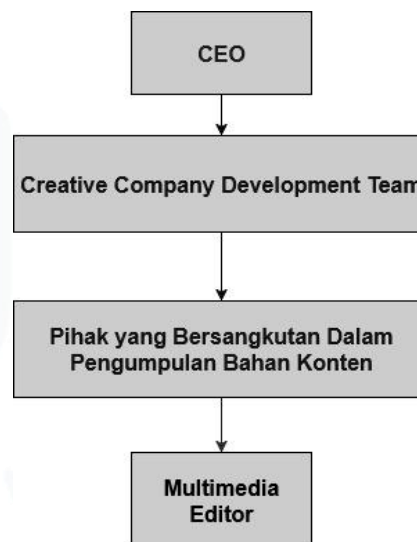 CEO
Creative Company Development Team
Pihak yang Bersangkutan Dalam
Pengumpulan Bahan Konten
Multimedia
Editor